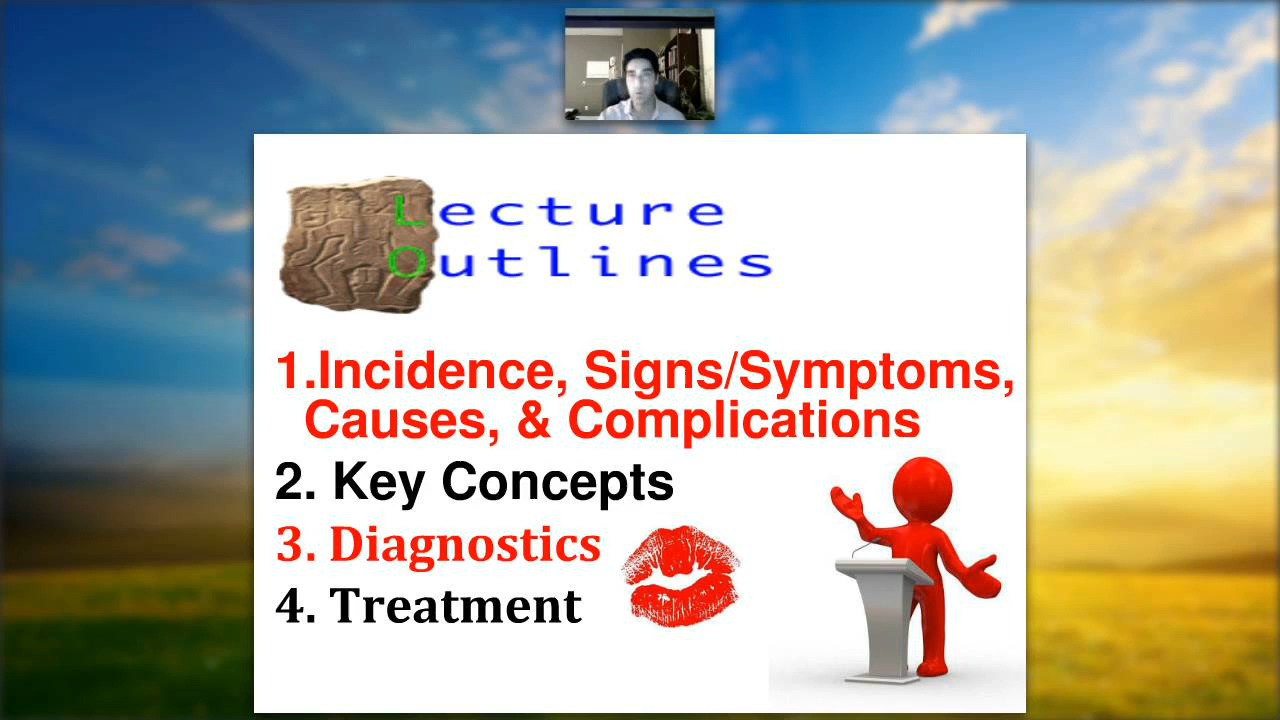 Lecture
Outlines
1.Incidence, Signs/Symptoms,
Causes, & Complications
2. Key Concepts
3. Diagnostics
4. Treatment